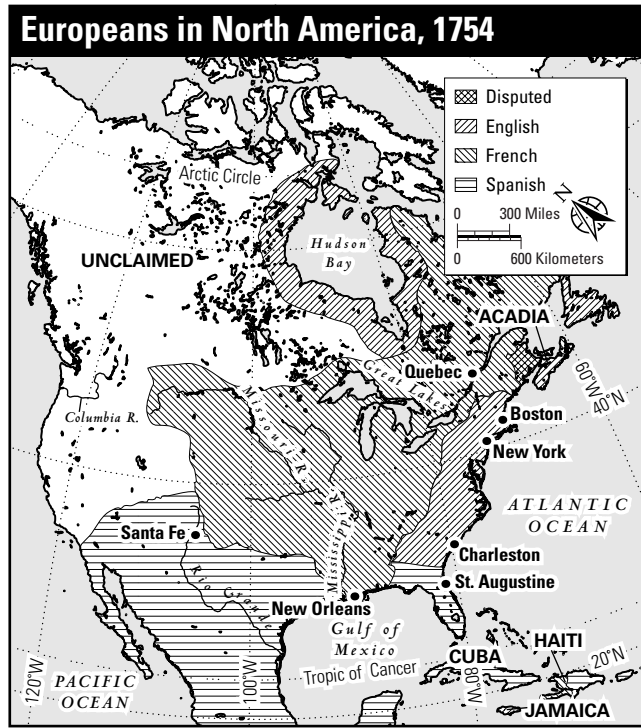 Europeans in North America, 1754
Disputed
English
French
Spanish
N
0 300 Miles
0 600 Kilometers
Arctic Circle
Hudson
Bay
UNCLAIMED
ACADIA
Quebec
Great Lakes
60°W
40°N
Boston
New York
Columbia R.
Missouri R.
Mississippi R.
ATLANTIC
OCEAN
Santa Fe
Charleston
St. Augustine
Rio Grande
New Orleans
Gulf of
Mexico
Tropic of Cancer
CUBA
HAITI
20°N
JAMAICA
120°W
100°W
80°W
PACIFIC
OCEAN